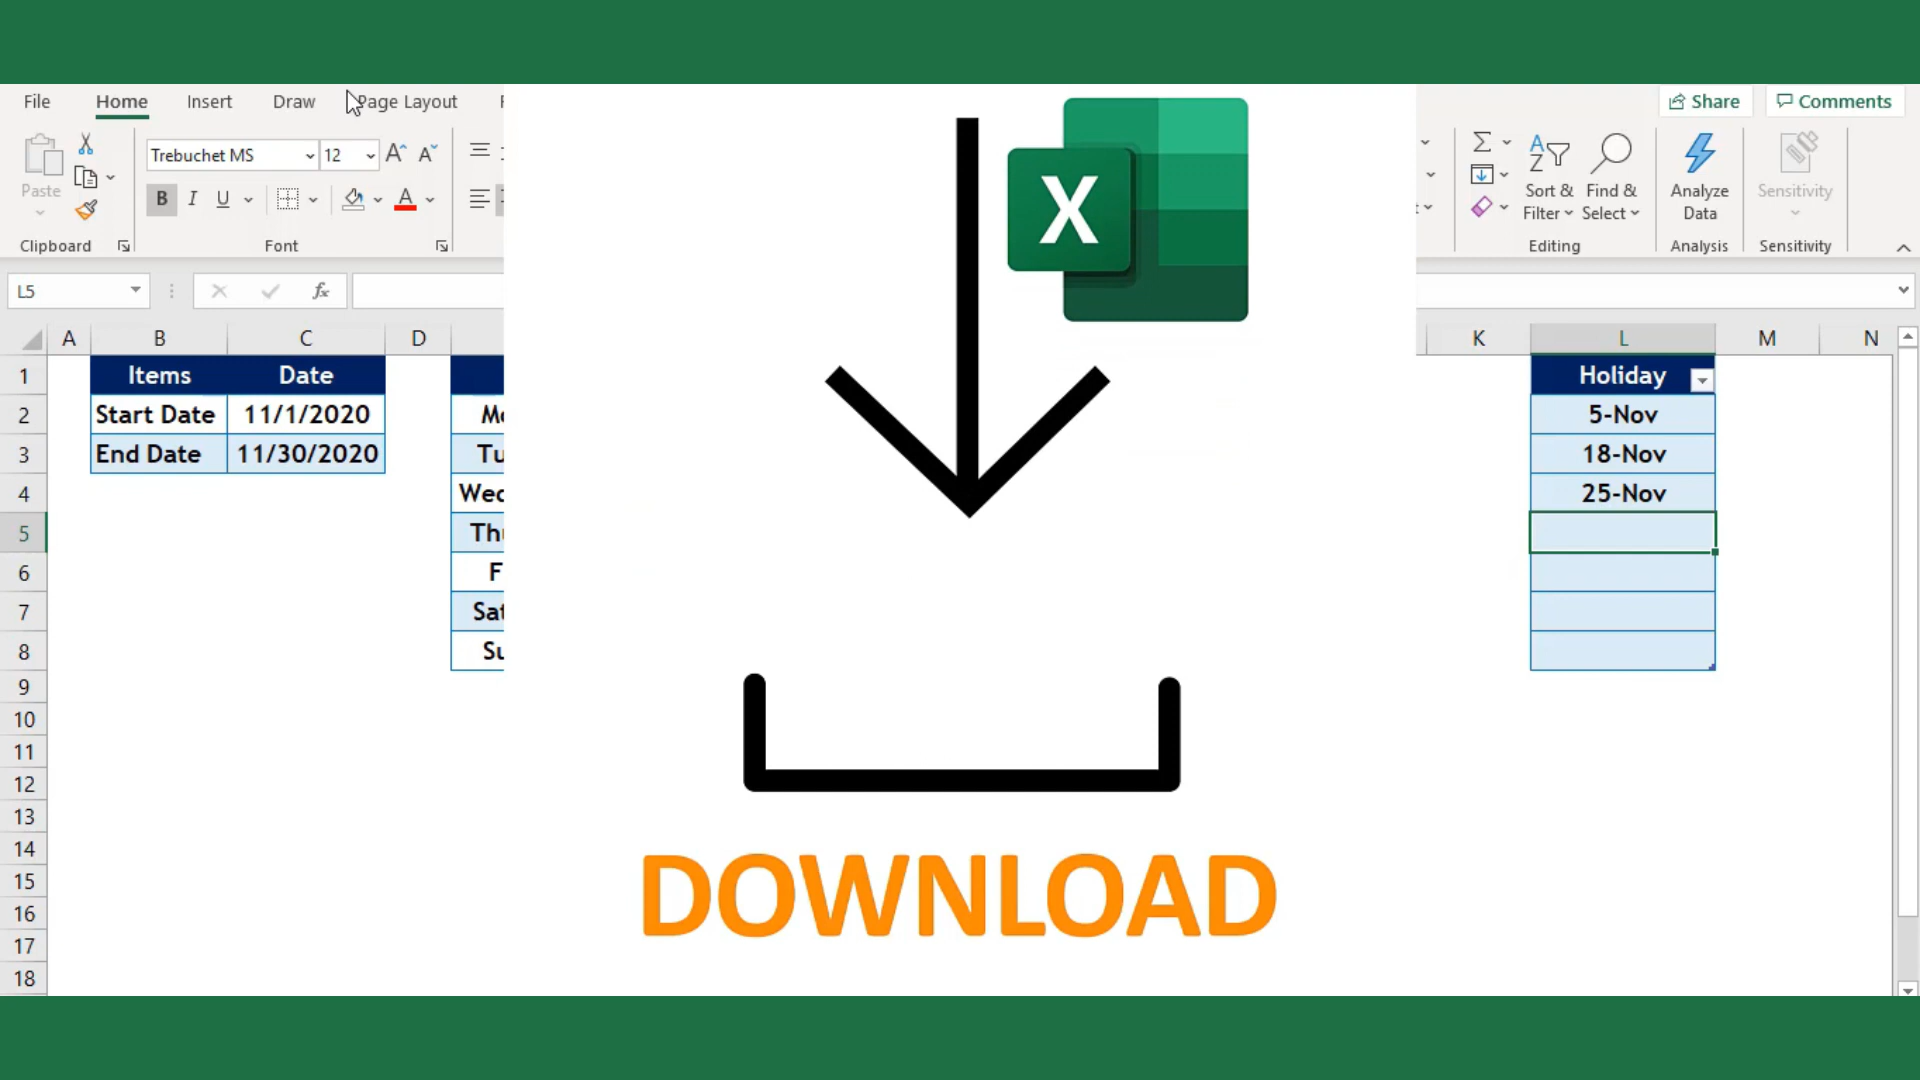 File Home Insert Draw Page Layout
Share Comments
Trebuchet MS 12
Paste
B I U A
Clipboard Font
Sort & Filter
Find & Select
Analyze Data
Sensitivity
Editing Analysis Sensitivity
L5 fx
A B C D K L M N
1 Items Date Holiday
2 Start Date 11/1/2020 5-Nov
3 End Date 11/30/2020 18-Nov
4 25-Nov
5
6
7
8
9
10
11
12
13
14
15
16
17
18
X
DOWNLOAD